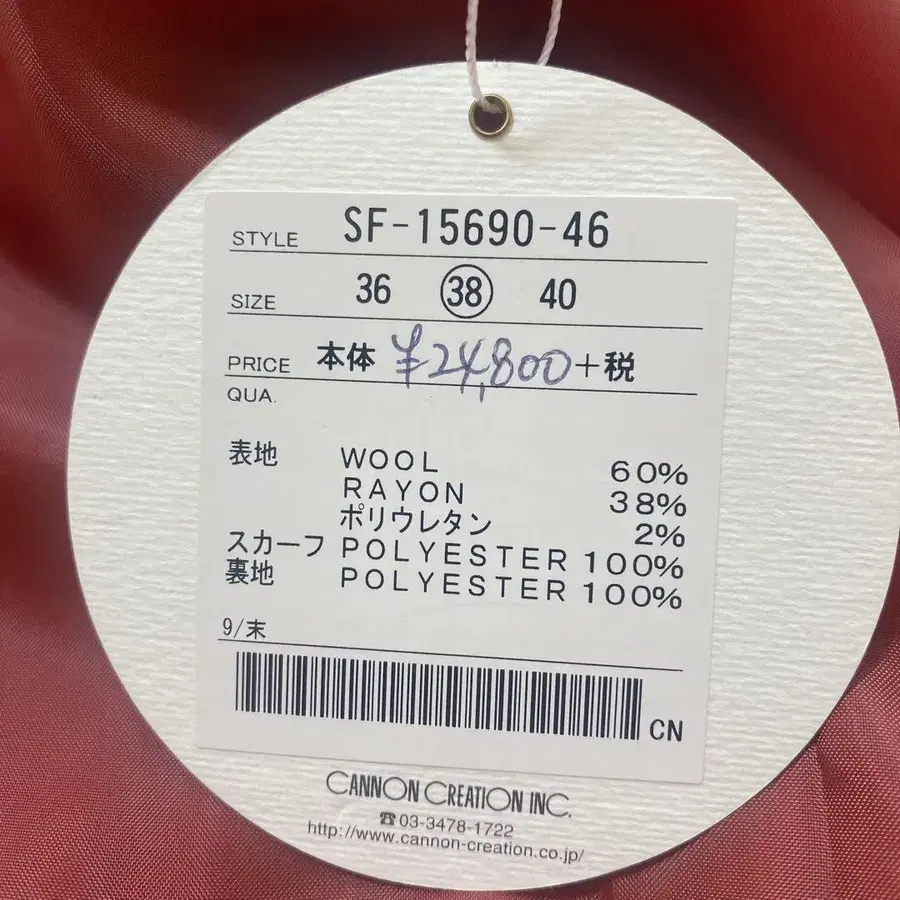 STYLE SF-15690-46
SIZE 36 38 40
PRICE 本体 ¥24,800+税
QUA.
表地 WOOL 60%
RAYON 38%
ポリウレタン 2%
スカーフ POLYESTER 100%
裏地 POLYESTER 100%
9/末
CN
CANNON CREATION INC.
☎03-3478-1722
http://www.cannon-creation.co.jp/